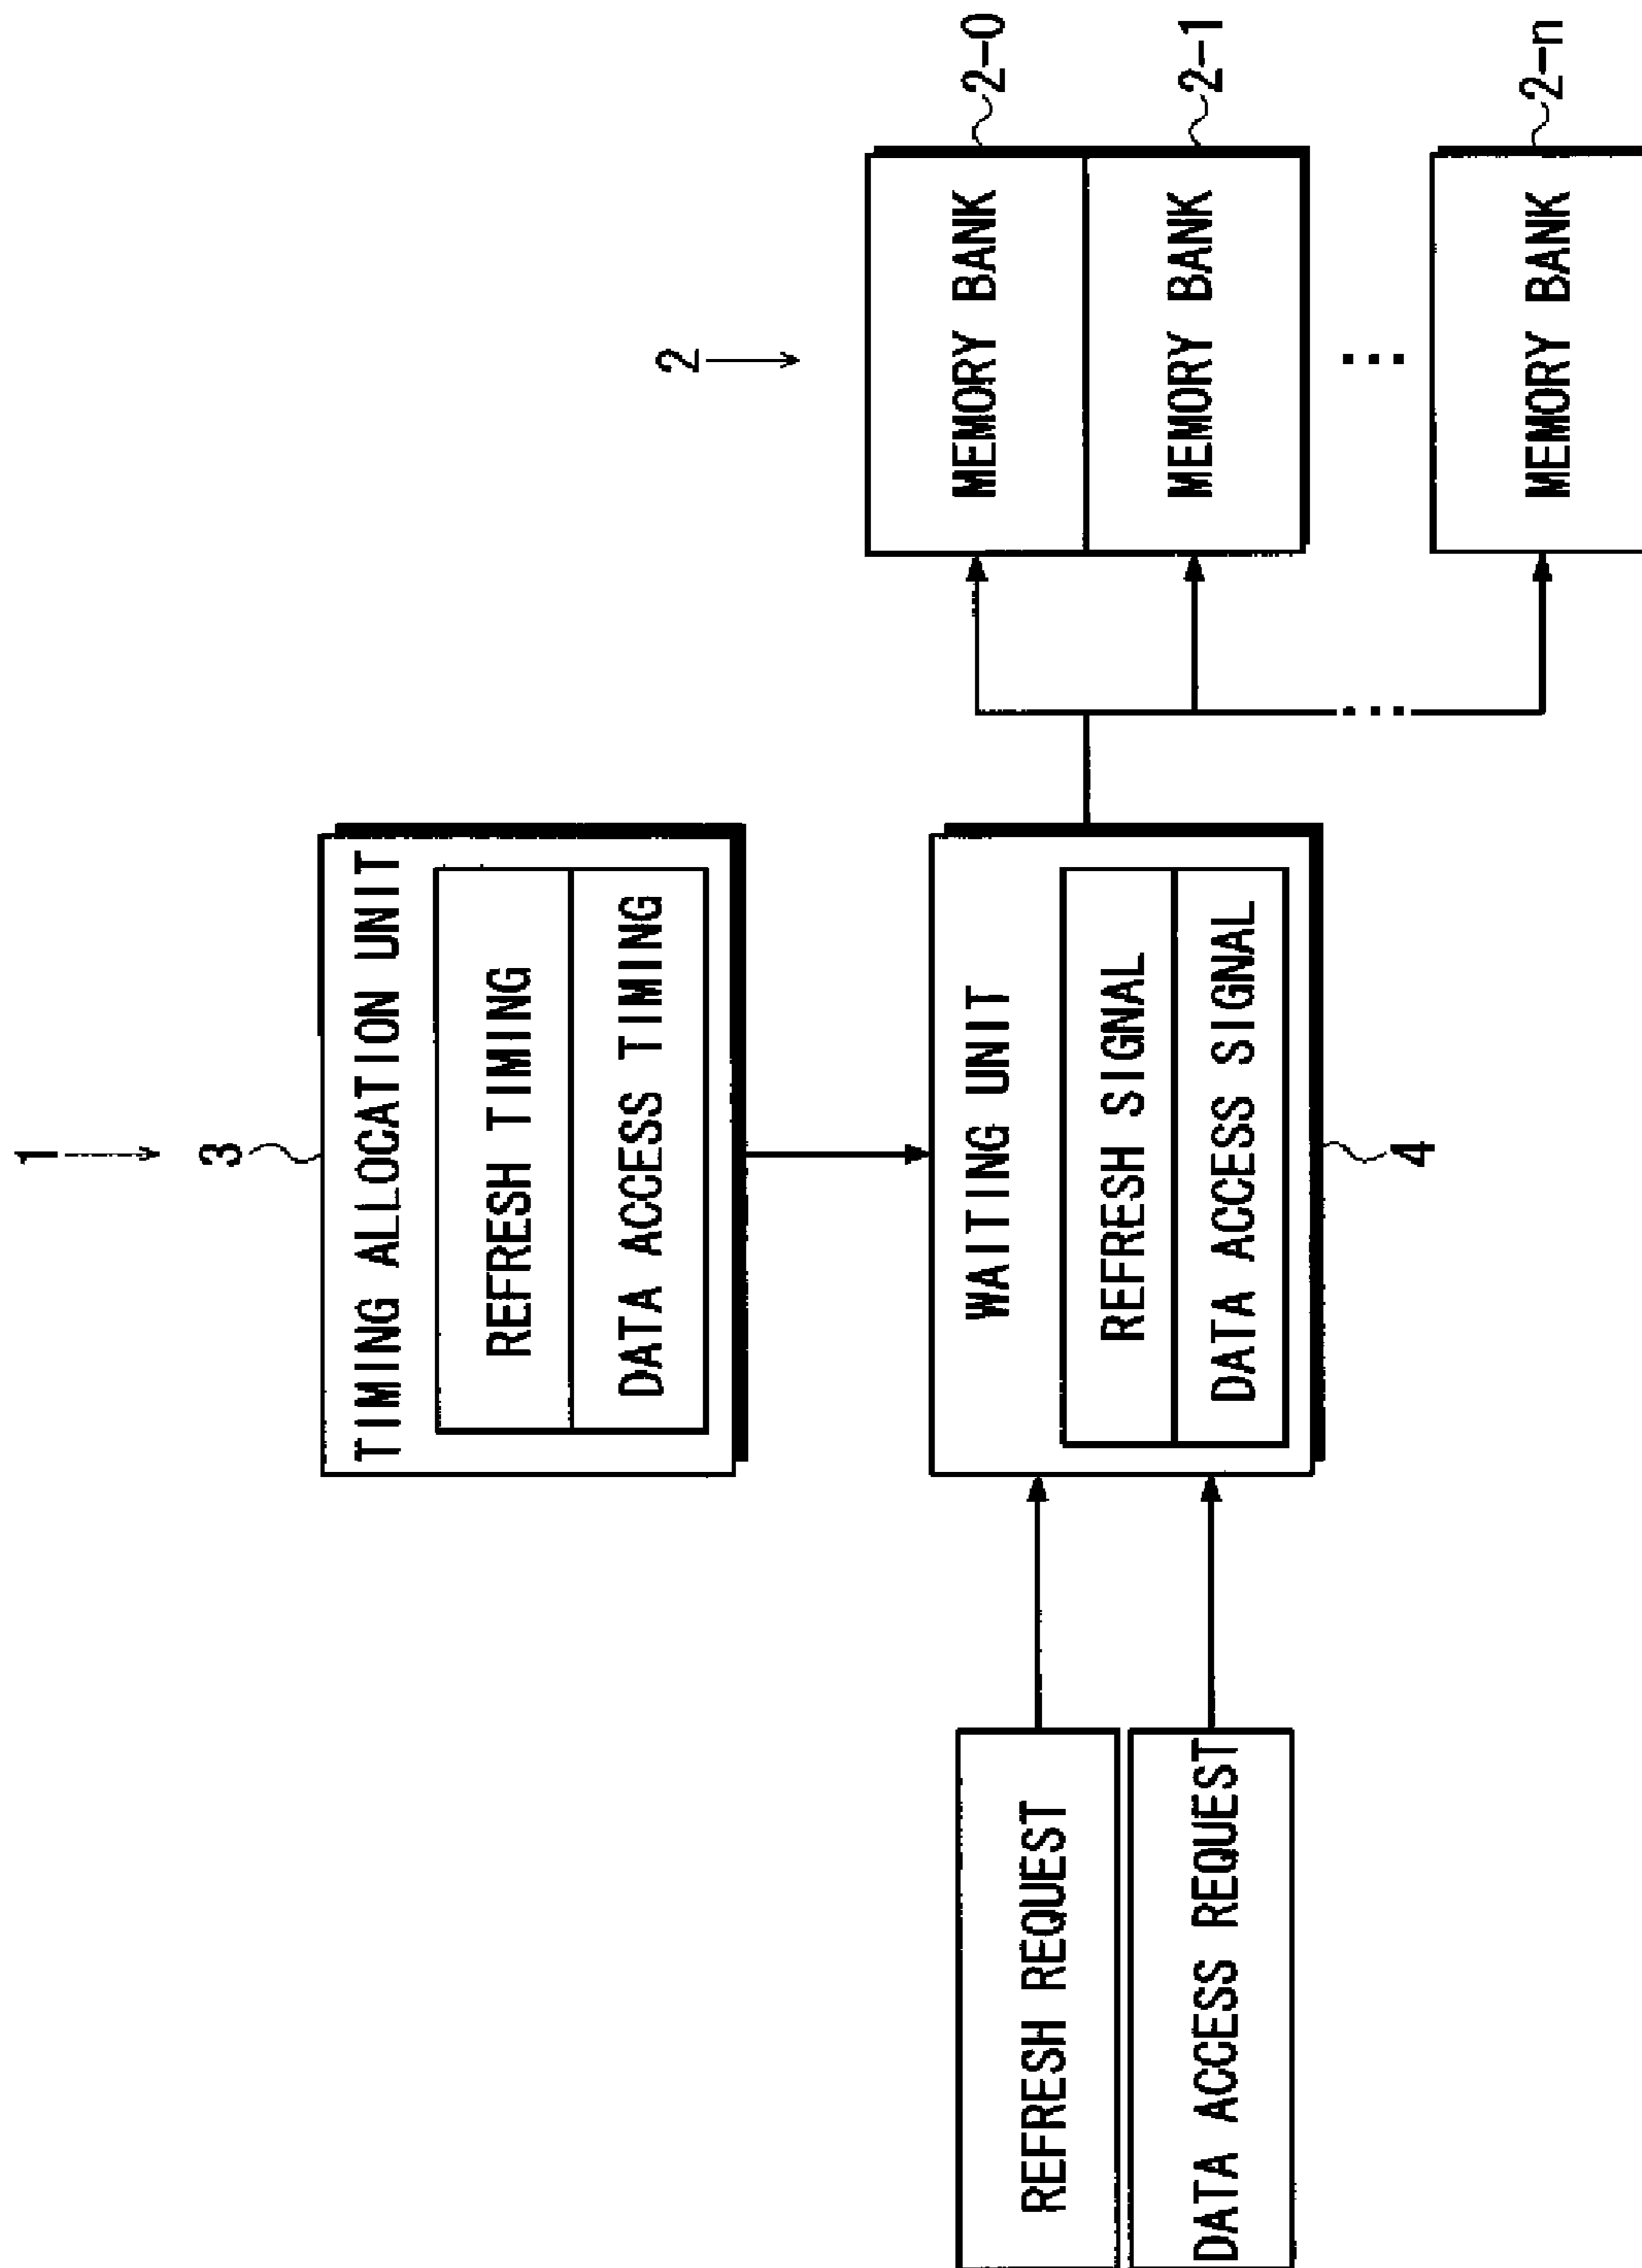 1
3
TIMING ALLOCATION UNIT
REFRESH TIMING
DATA ACCESS TIMING
2
REFRESH REQUEST
DATA ACCESS REQUEST
WAITING UNIT
REFRESH SIGNAL
DATA ACCESS SIGNAL
4
MEMORY BANK
2-0
MEMORY BANK
2-1
MEMORY BANK
2-n